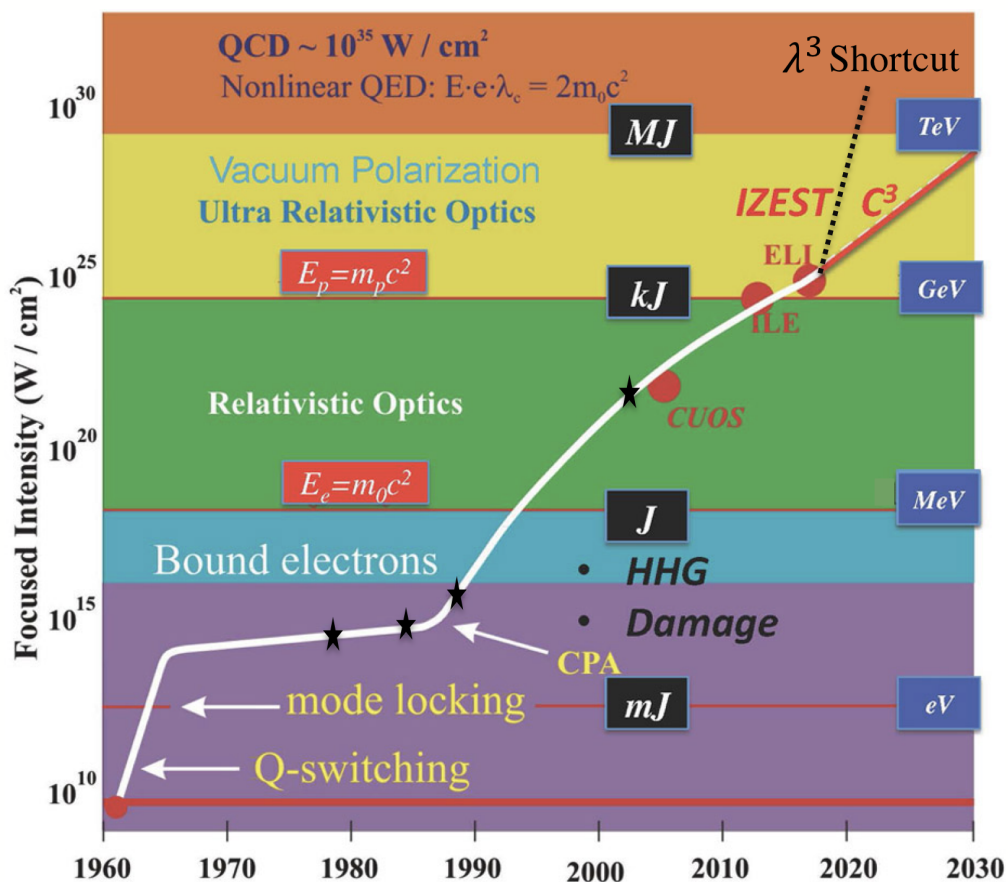 QCD ~ 10³⁵ W / cm²
Nonlinear QED: E·e·λc = 2m₀c²
λ³ Shortcut
10³⁰
MJ
TeV
Vacuum Polarization
Ultra Relativistic Optics
IZEST C³
ELI
10²⁵
Eₚ=mₚc²
kJ
GeV
ILE
Relativistic Optics
CUOS
10²⁰
Eₑ=m₀c²
J
MeV
Bound electrons
• HHG
10¹⁵
• Damage
CPA
mode locking
mJ
eV
Q-switching
10¹⁰
Focused Intensity (W / cm²)
1960 1970 1980 1990 2000 2010 2020 2030